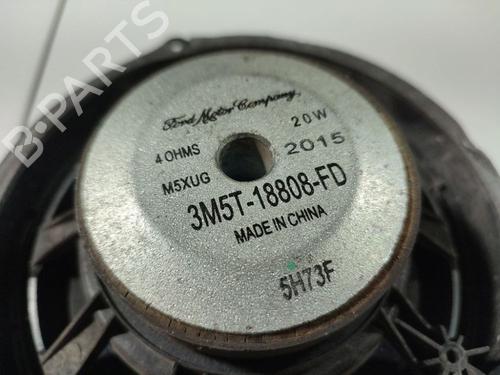 Ford Motor Company
4 OHMS 20W
M5XUG 2015
3M5T-18808-FD
MADE IN CHINA
5H73F
B-PARTS